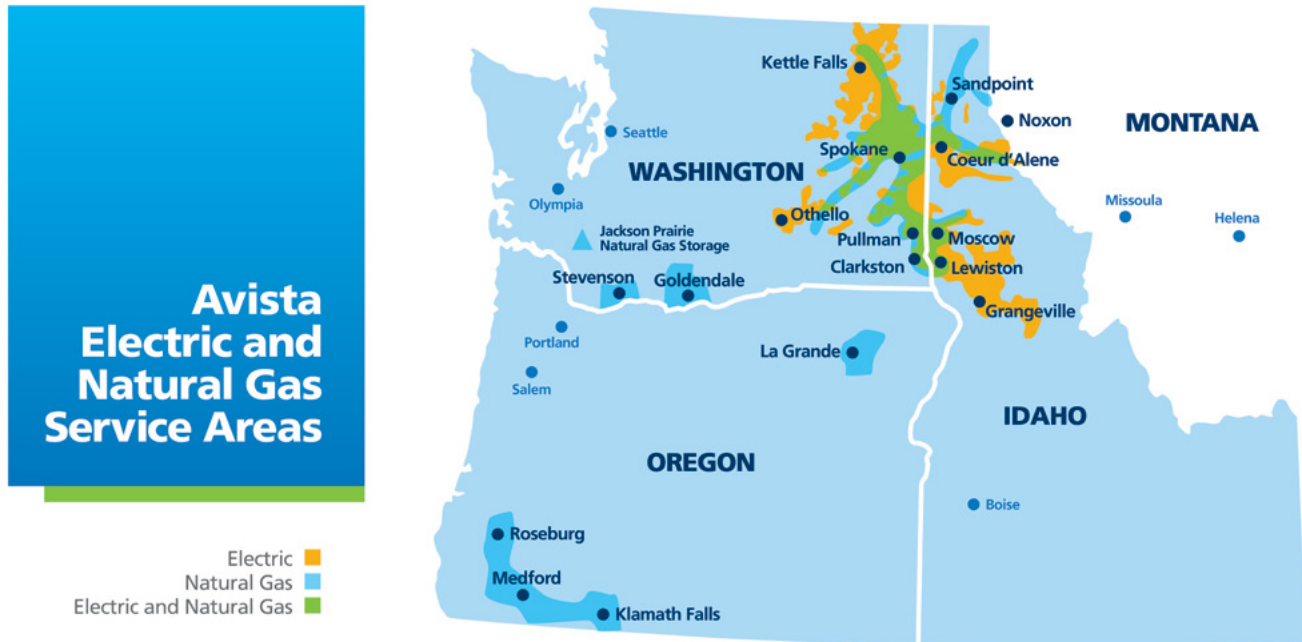 Avista
Electric and
Natural Gas
Service Areas
Electric
Natural Gas
Electric and Natural Gas
Kettle Falls
Sandpoint
Noxon
MONTANA
Seattle
Spokane
Coeur d'Alene
WASHINGTON
Olympia
Othello
Missoula
Helena
Jackson Prairie
Natural Gas Storage
Pullman
Moscow
Clarkston
Lewiston
Stevenson
Goldendale
Grangeville
Portland
La Grande
Salem
IDAHO
OREGON
Boise
Roseburg
Medford
Klamath Falls